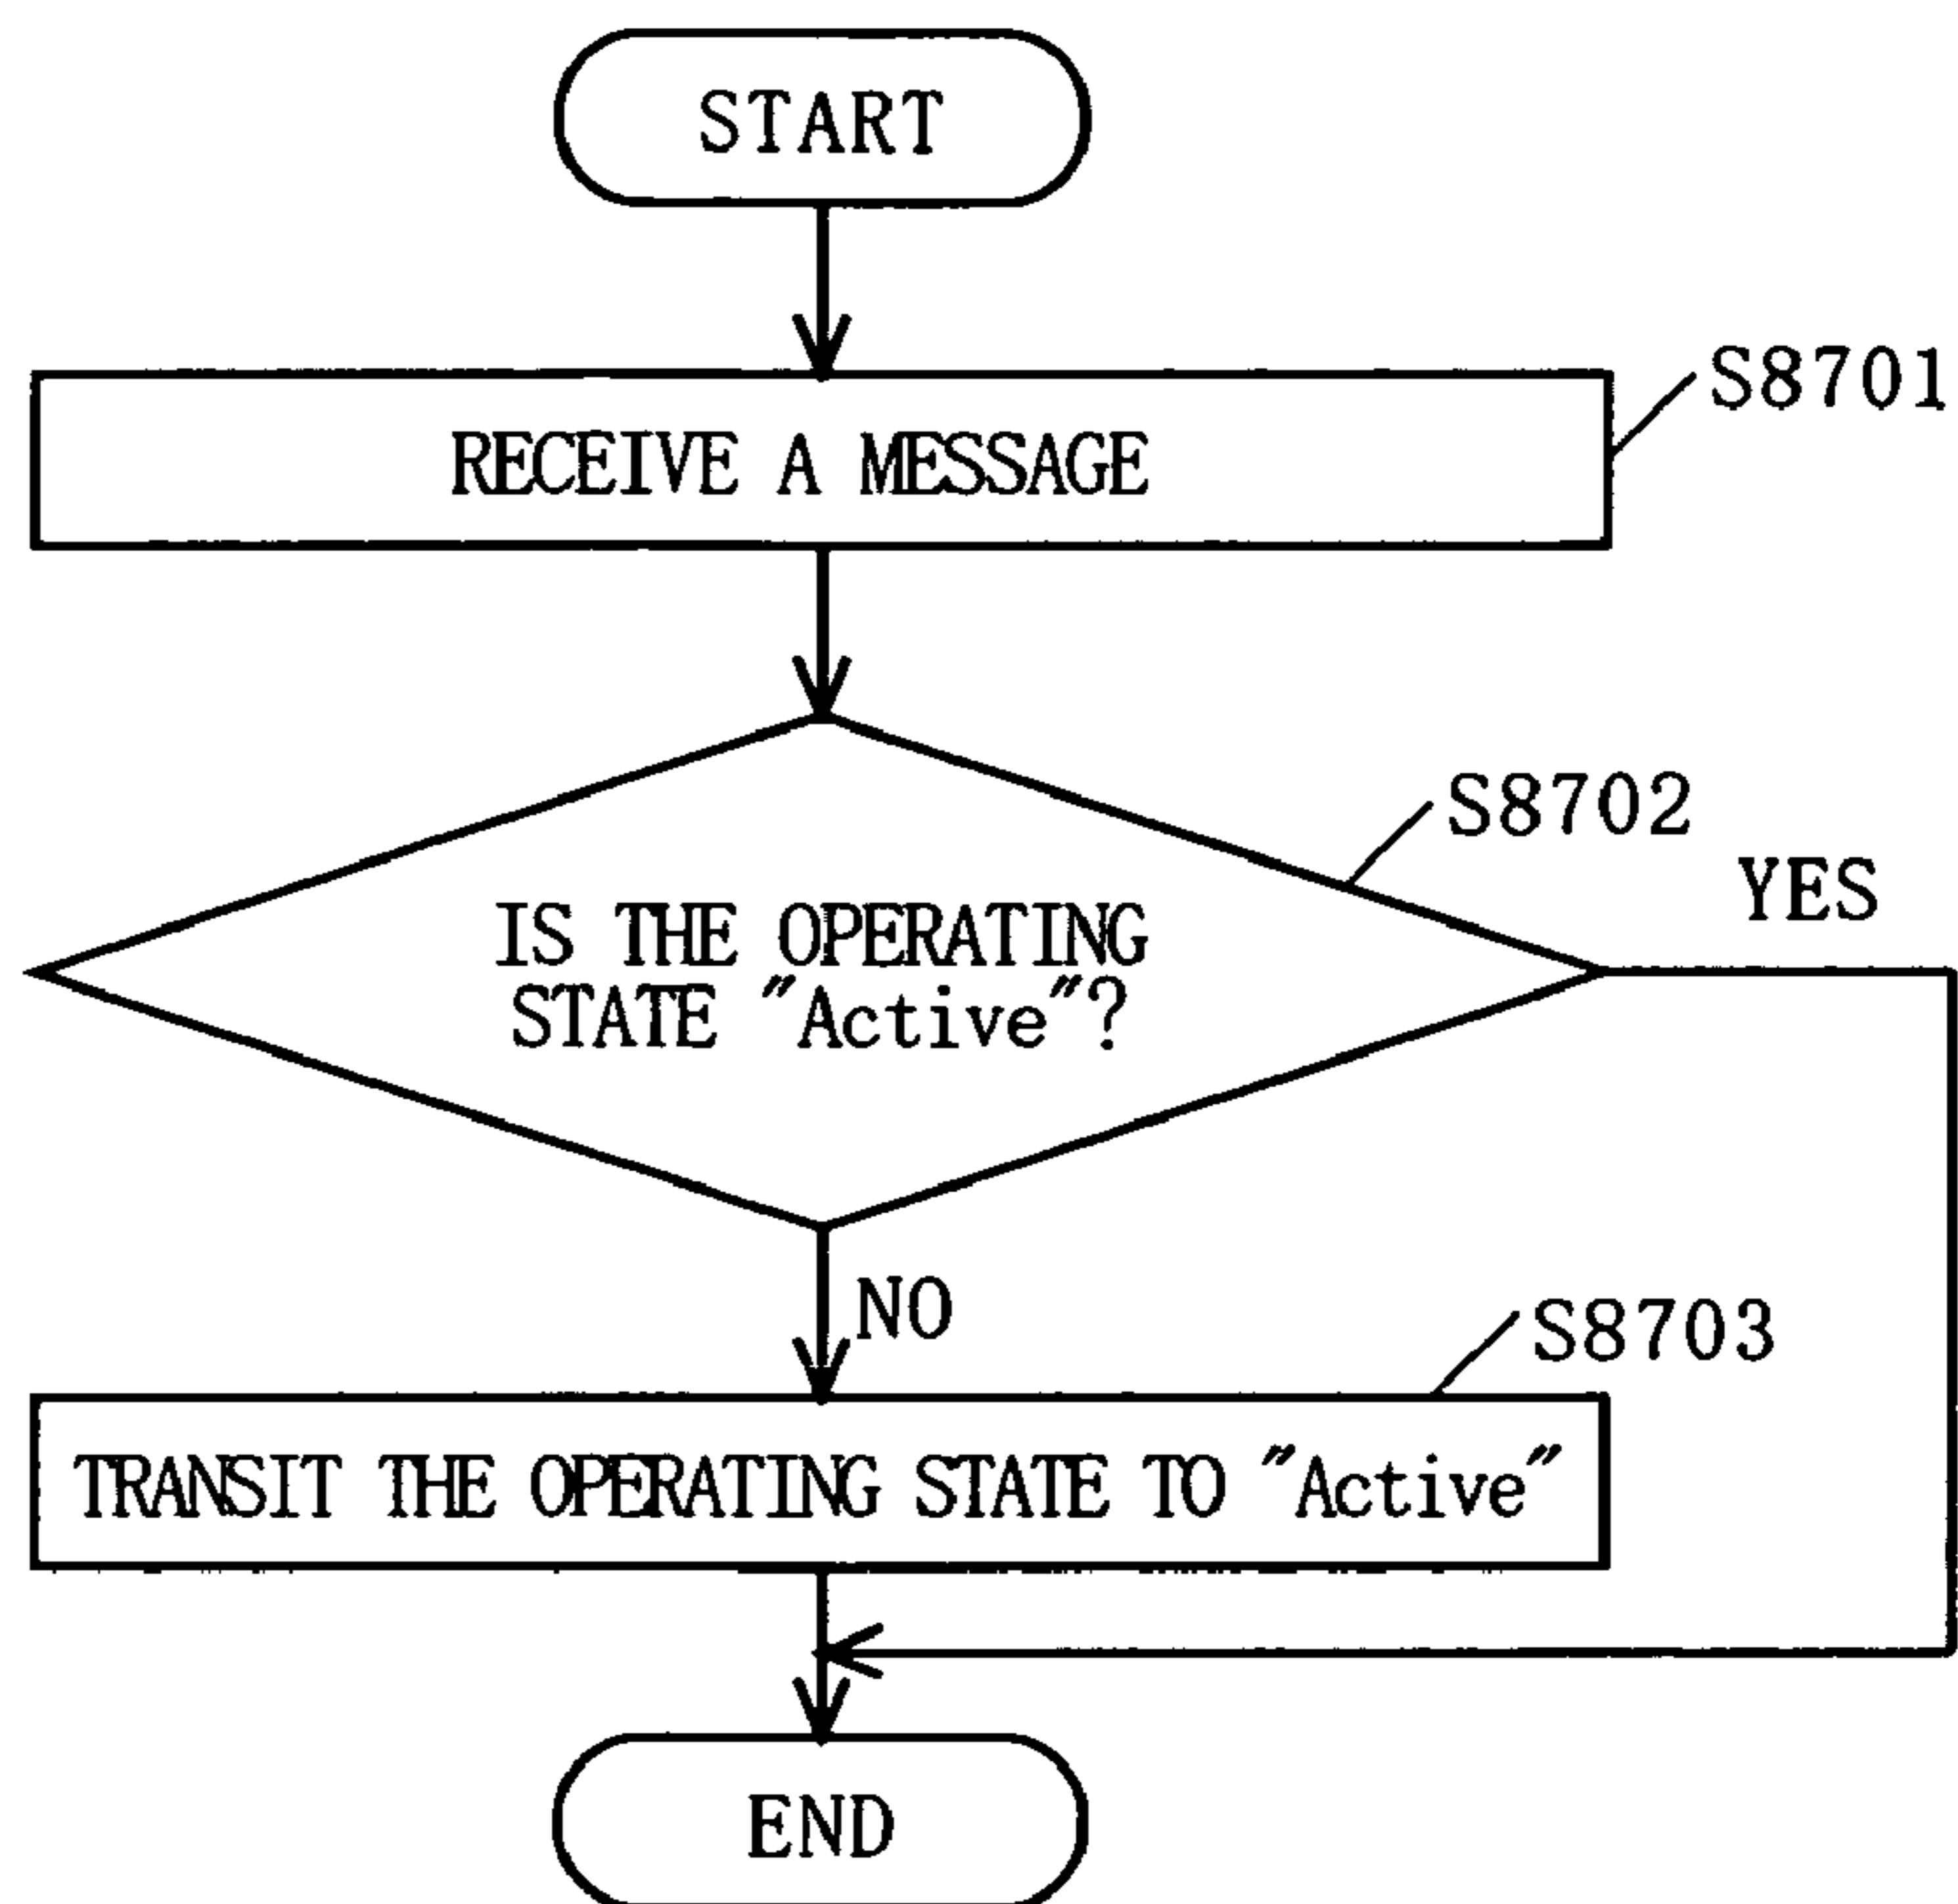 START
S8701
RECEIVE A MESSAGE
S8702
YES
IS THE OPERATING
STATE "Active"?
NO
S8703
TRANSIT THE OPERATING STATE TO "Active"
END